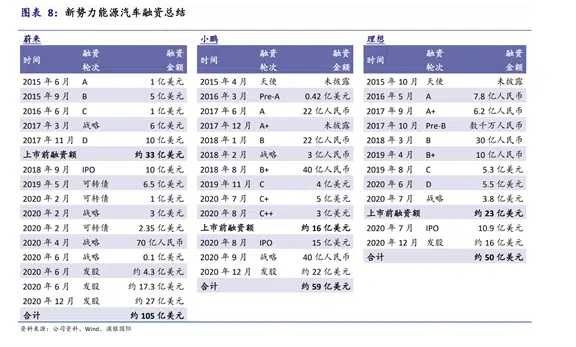 图表 8：新势力能源汽车融资总结
蔚来
时间 融资轮次 融资金额
2015 年 6 月 A 1 亿美元
2015 年 9 月 B 5 亿美元
2016 年 6 月 C 1 亿美元
2017 年 3 月 战略 6 亿美元
2017 年 11 月 D 10 亿美元
上市前融资额 约 33 亿美元
2018 年 9 月 IPO 10 亿美元
2019 年 5 月 可转债 6.5 亿美元
2020 年 2 月 可转债 1 亿美元
2020 年 2 月 战略 3 亿美元
2020 年 2 月 可转债 2.35 亿美元
2020 年 4 月 战略 70 亿人民币
2020 年 6 月 战略 0.1 亿美元
2020 年 6 月 发股 约 4.3 亿美元
2020 年 6 月 发股 约 17.3 亿美元
2020 年 12 月 发股 约 27 亿美元
合计 约 105 亿美元
小鹏
时间 融资轮次 融资金额
2015 年 4 月 天使 未披露
2016 年 3 月 Pre-A 0.42 亿美元
2017 年 6 月 A 22 亿人民币
2017 年 12 月 A+ 未披露
2018 年 1 月 B 22 亿人民币
2018 年 2 月 战略 3 亿人民币
2018 年 8 月 B+ 40 亿人民币
2019 年 11 月 C 4 亿美元
2020 年 7 月 C+ 5 亿美元
2020 年 8 月 C++ 3 亿美元
上市前融资额 约 16 亿美元
2020 年 8 月 IPO 15 亿美元
2020 年 9 月 战略 40 亿人民币
2020 年 12 月 发股 约 22 亿美元
合计 约 59 亿美元
理想
时间 融资轮次 融资金额
2015 年 10 月 天使 未披露
2016 年 5 月 A 7.8 亿人民币
2017 年 9 月 A+ 6.2 亿人民币
2017 年 10 月 Pre-B 数千万人民币
2018 年 3 月 B 30 亿人民币
2019 年 4 月 B+ 10 亿人民币
2019 年 8 月 C 5.3 亿美元
2020 年 6 月 D 5.5 亿美元
2020 年 7 月 战略 3.8 亿美元
上市前融资额 约 23 亿美元
2020 年 7 月 IPO 10.9 亿美元
2020 年 12 月 发股 约 16 亿美元
合计 约 50 亿美元
资料来源：公司资料、Wind、浦银国际